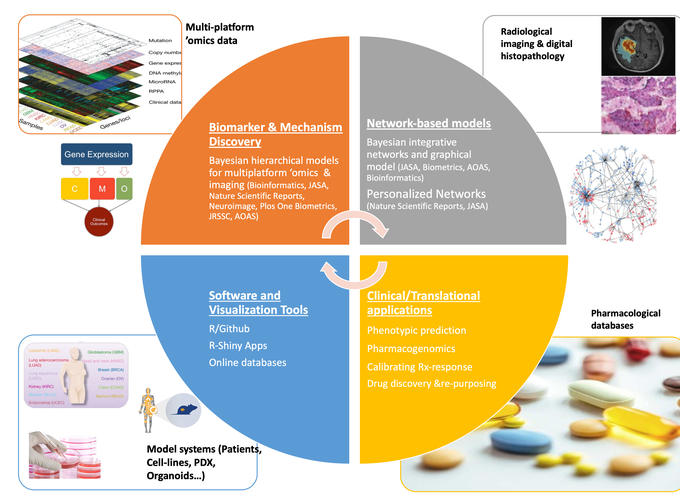 Multi-platform
'omics data
Mutation
Copy number
Gene expres
DNA methyl
MicroRNA
RPPA
Clinical data
Samples
Genes/loci
Radiological
imaging & digital
histopathology
Gene Expression
C M O
Clinical
Outcomes
Biomarker & Mechanism
Discovery
Bayesian hierarchical models
for multiplatform 'omics &
imaging (Bioinformatics, JASA,
Nature Scientific Reports,
Neuroimage, Plos One Biometrics,
JRSSC, AOAS)
Network-based models
Bayesian integrative
networks and graphical
model (JASA, Biometrics, AOAS,
Bioinformatics)
Personalized Networks
(Nature Scientific Reports, JASA)
Software and
Visualization Tools
R/Github
R-Shiny Apps
Online databases
Clinical/Translational
applications
Phenotypic prediction
Pharmacogenomics
Calibrating Rx-response
Drug discovery &re-purposing
Pharmacological
databases
Glioblastoma (GBM)
Lung adenocarcinoma
(LUAD)
Breast (BRCA)
Ovarian (OV)
Kidney (KIRC)
Endometrial (UCEC)
Model systems (Patients,
Cell-lines, PDX,
Organoids...)